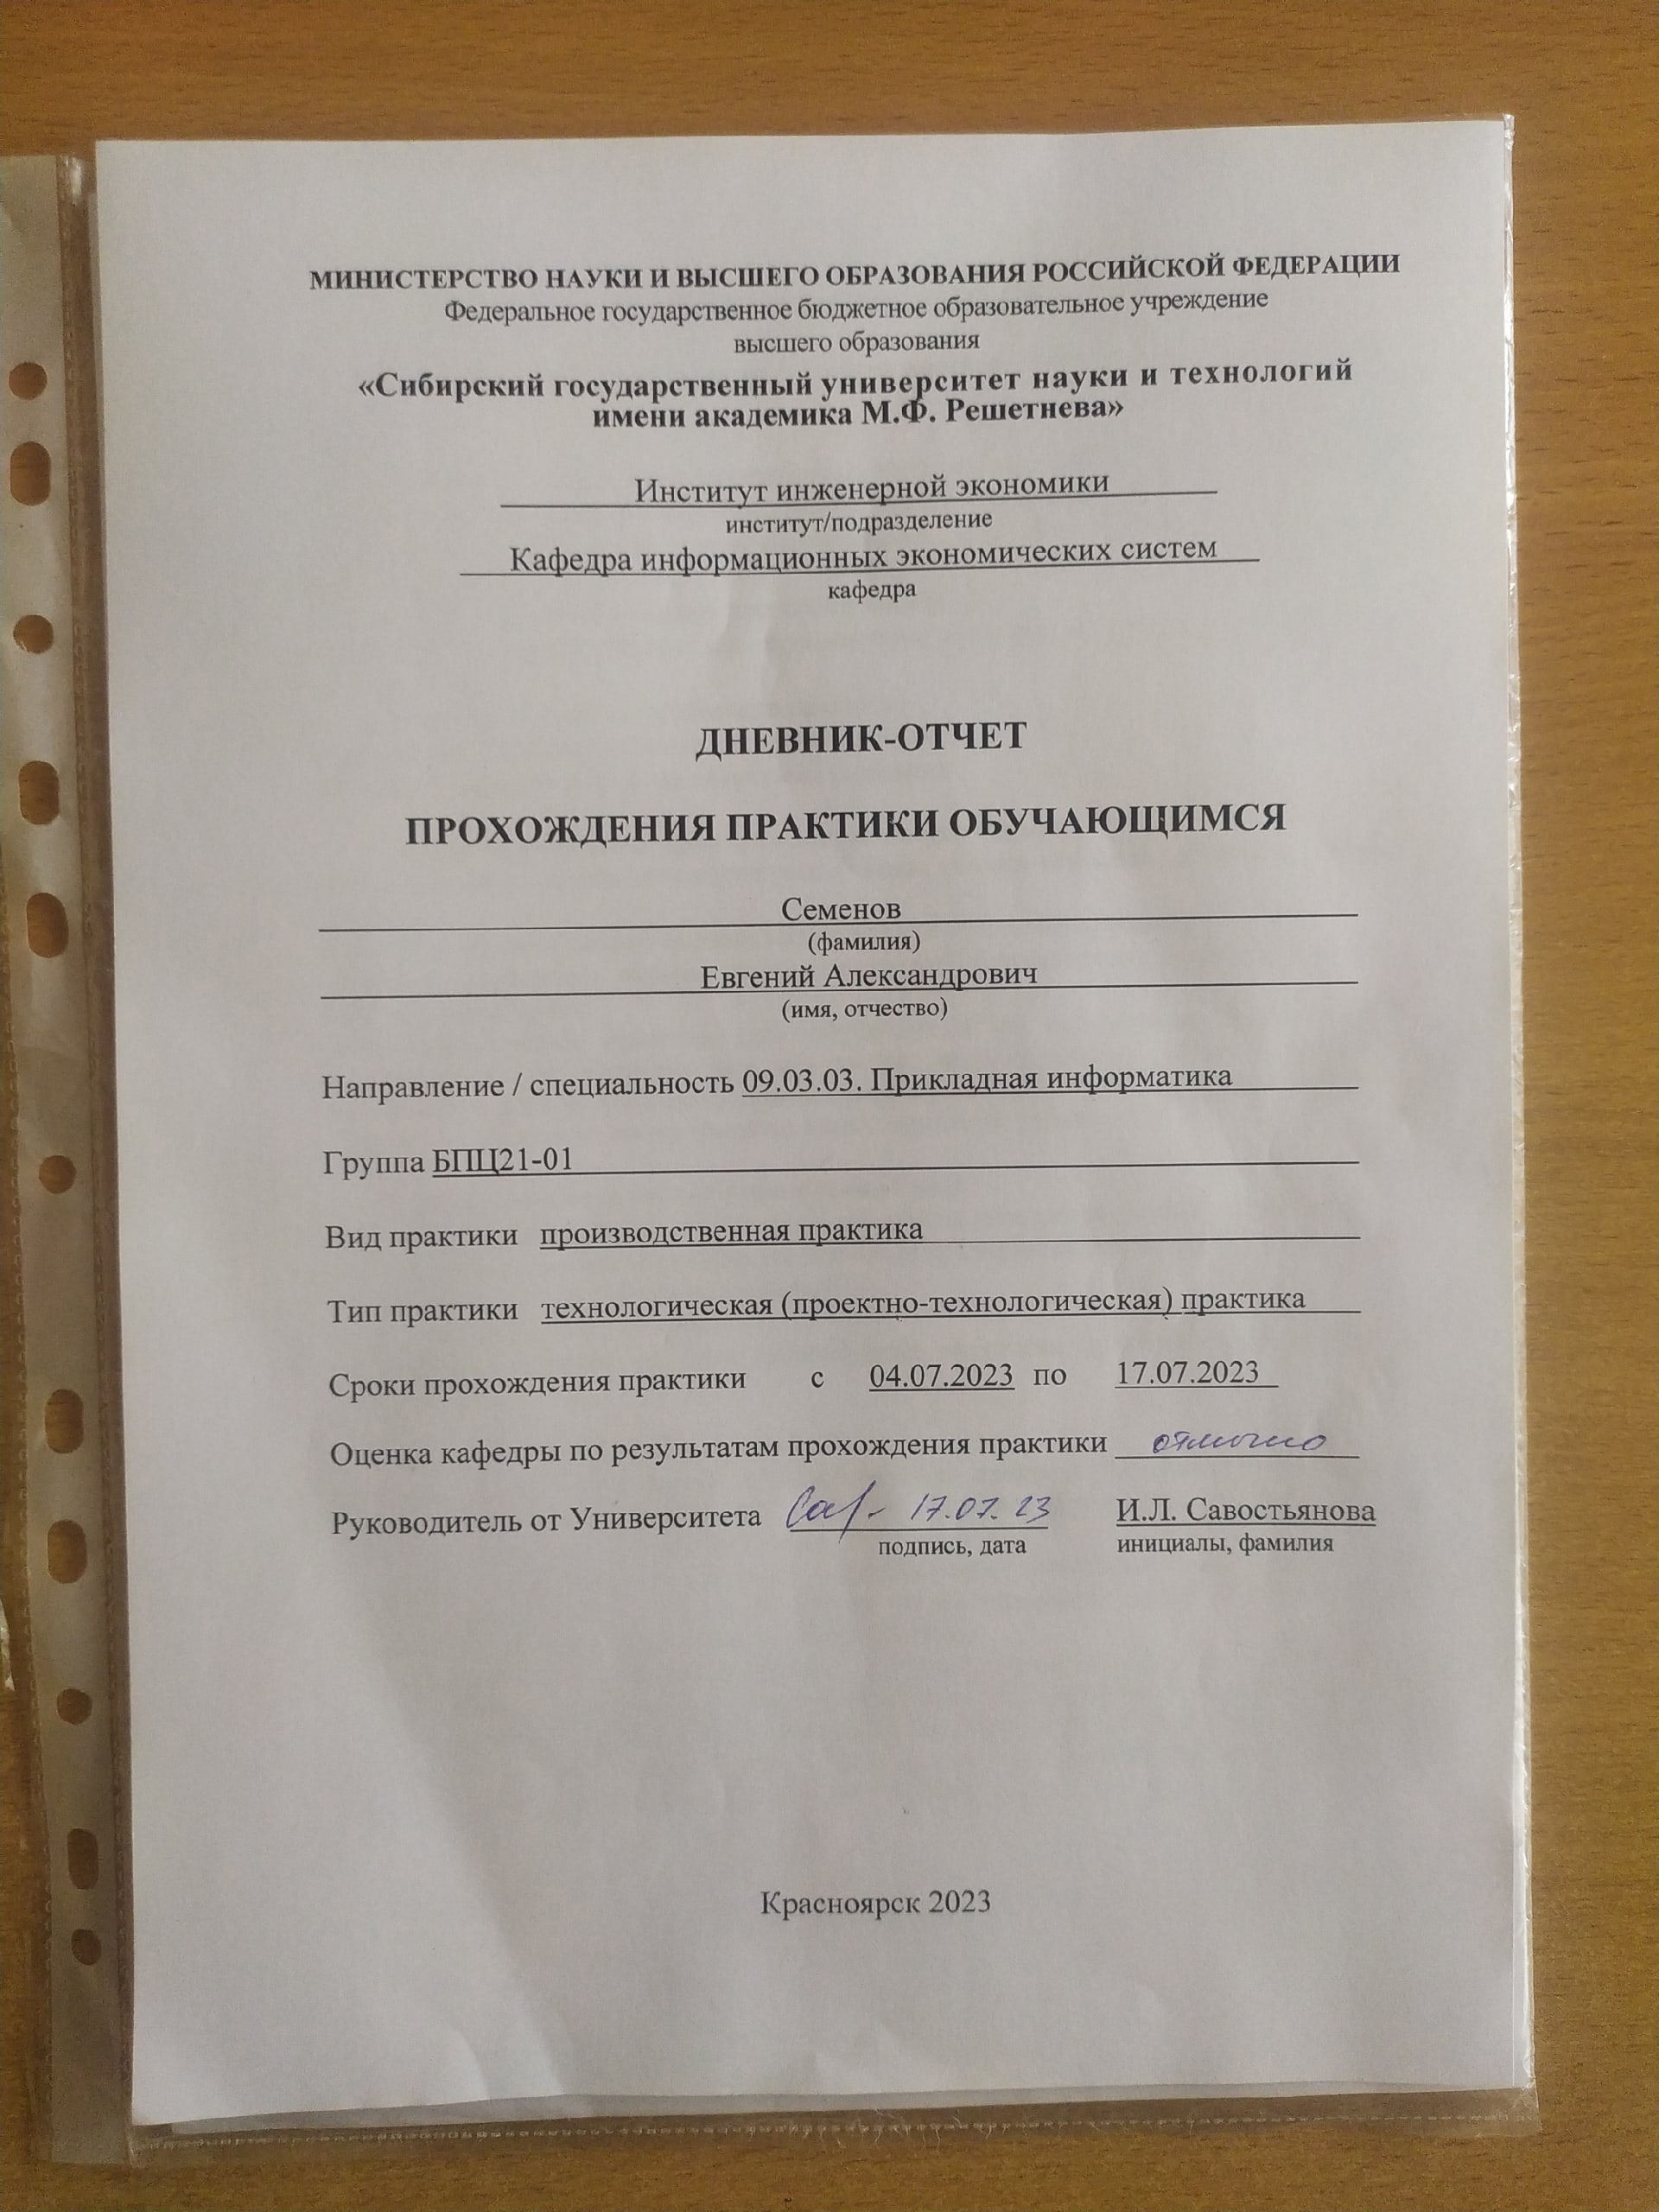 МИНИСТЕРСТВО НАУКИ И ВЫСШЕГО ОБРАЗОВАНИЯ РОССИЙСКОЙ ФЕДЕРАЦИИ
Федеральное государственное бюджетное образовательное учреждение
высшего образования
«Сибирский государственный университет науки и технологий
имени академика М.Ф. Решетнева»
Институт инженерной экономики
институт/подразделение
Кафедра информационных экономических систем
кафедра
ДНЕВНИК-ОТЧЕТ
ПРОХОЖДЕНИЯ ПРАКТИКИ ОБУЧАЮЩИМСЯ
Семенов
(фамилия)
Евгений Александрович
(имя, отчество)
Направление / специальность 09.03.03. Прикладная информатика
Группа БПЦ21-01
Вид практики производственная практика
Тип практики технологическая (проектно-технологическая) практика
Сроки прохождения практики с 04.07.2023 по 17.07.2023
Оценка кафедры по результатам прохождения практики отлично
Руководитель от Университета 17.07.23 И.Л. Савостьянова
подпись, дата инициалы, фамилия
Красноярск 2023